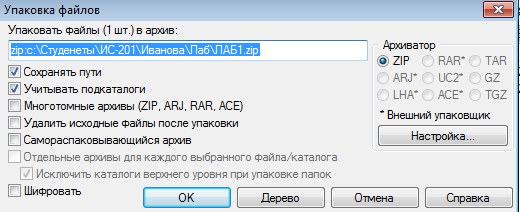 Упаковка файлов
Упаковать файлы (1 шт.) в архив:
zip:c:\Студенеты\ИС-201\Иванова\Лаб\ЛАБ1.zip
Сохранять пути
Учитывать подкаталоги
Многотомные архивы (ZIP, ARJ, RAR, ACE)
Удалить исходные файлы после упаковки
Самораспаковывающийся архив
Отдельные архивы для каждого выбранного файла/каталога
Исключить каталоги верхнего уровня при упаковке папок
Шифровать
Архиватор
ZIP RAR* TAR
ARJ* UC2* GZ
LHA* ACE* TGZ
* Внешний упаковщик
Настройка...
OK Дерево Отмена Справка